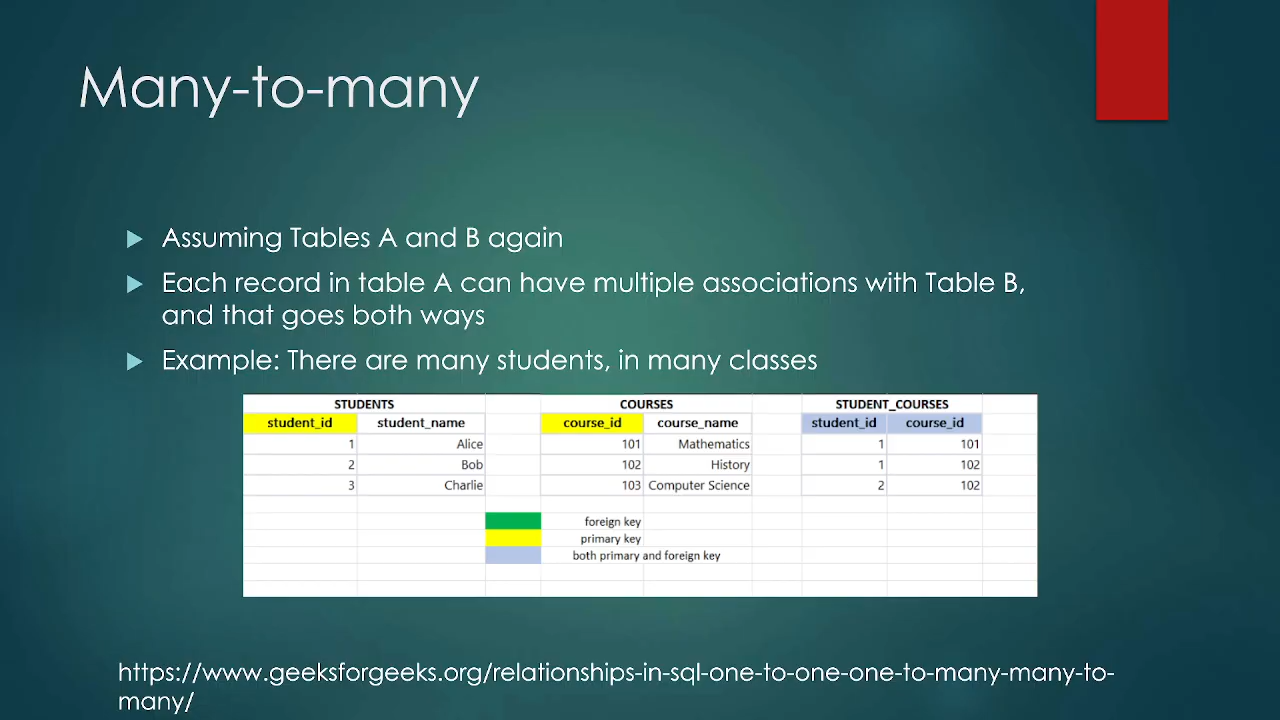 Many-to-many
Assuming Tables A and B again
Each record in table A can have multiple associations with Table B,
and that goes both ways
Example: There are many students, in many classes
STUDENTS COURSES STUDENT_COURSES
student_id student_name course_id course_name student_id course_id
1 Alice 101 Mathematics 1 101
2 Bob 102 History 1 102
3 Charlie 103 Computer Science 2 102
foreign key
primary key
both primary and foreign key
https://www.geeksforgeeks.org/relationships-in-sql-one-to-one-one-to-many-many-to-
many/